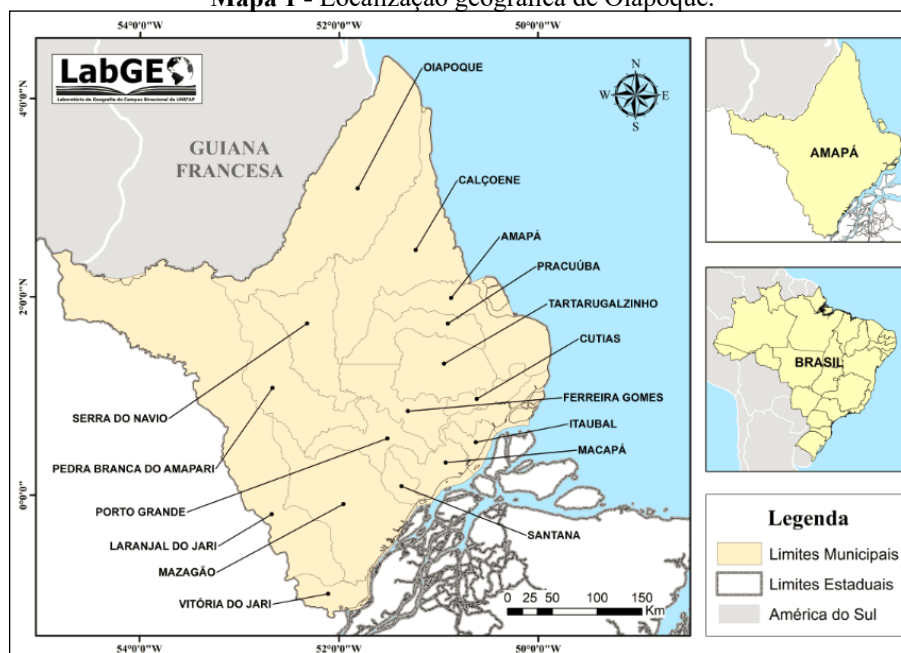 Mapa 1 - Localização geográfica de Oiapoque.
54°0'0"W 52°0'0"W 50°0'0"W
LabGEO
Laboratório de Geografia do Campus Binacional da UNIFAP
N
W E
S
4°0'0"N
2°0'0"N
0°0'0"
GUIANA
FRANCESA
OIAPOQUE
CALÇOENE
AMAPÁ
PRACUÚBA
TARTARUGALZINHO
CUTIAS
FERREIRA GOMES
ITAUBAL
MACAPÁ
SANTANA
SERRA DO NAVIO
PEDRA BRANCA DO AMAPARI
PORTO GRANDE
LARANJAL DO JARI
MAZAGÃO
VITÓRIA DO JARI
0 25 50 100 150
Km
54°0'0"W 52°0'0"W 50°0'0"W
AMAPÁ
BRASIL
Legenda
Limites Municipais
Limites Estaduais
América do Sul